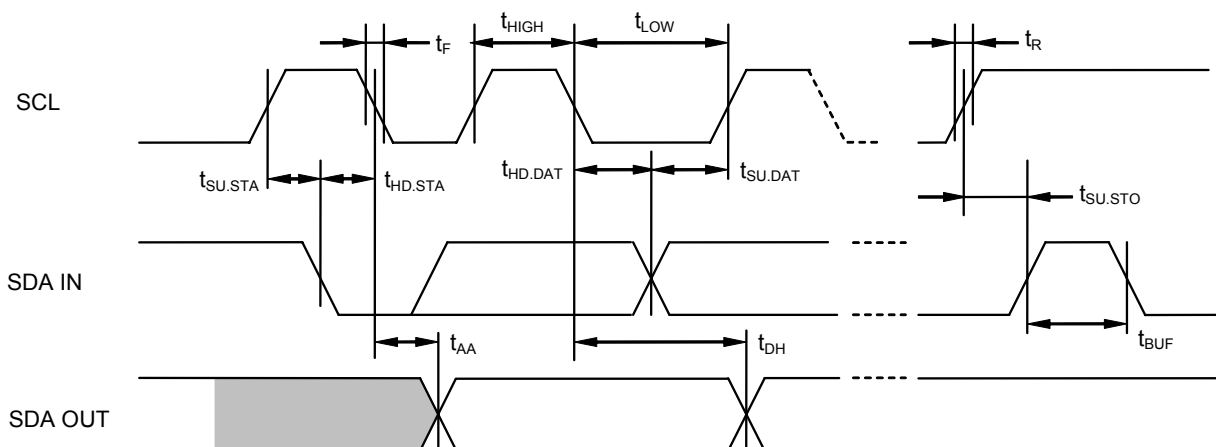 tF
tHIGH
tLOW
tR
SCL
tSU.STA
tHD.STA
tHD.DAT
tSU.DAT
tSU.STO
SDA IN
tAA
tDH
tBUF
SDA OUT